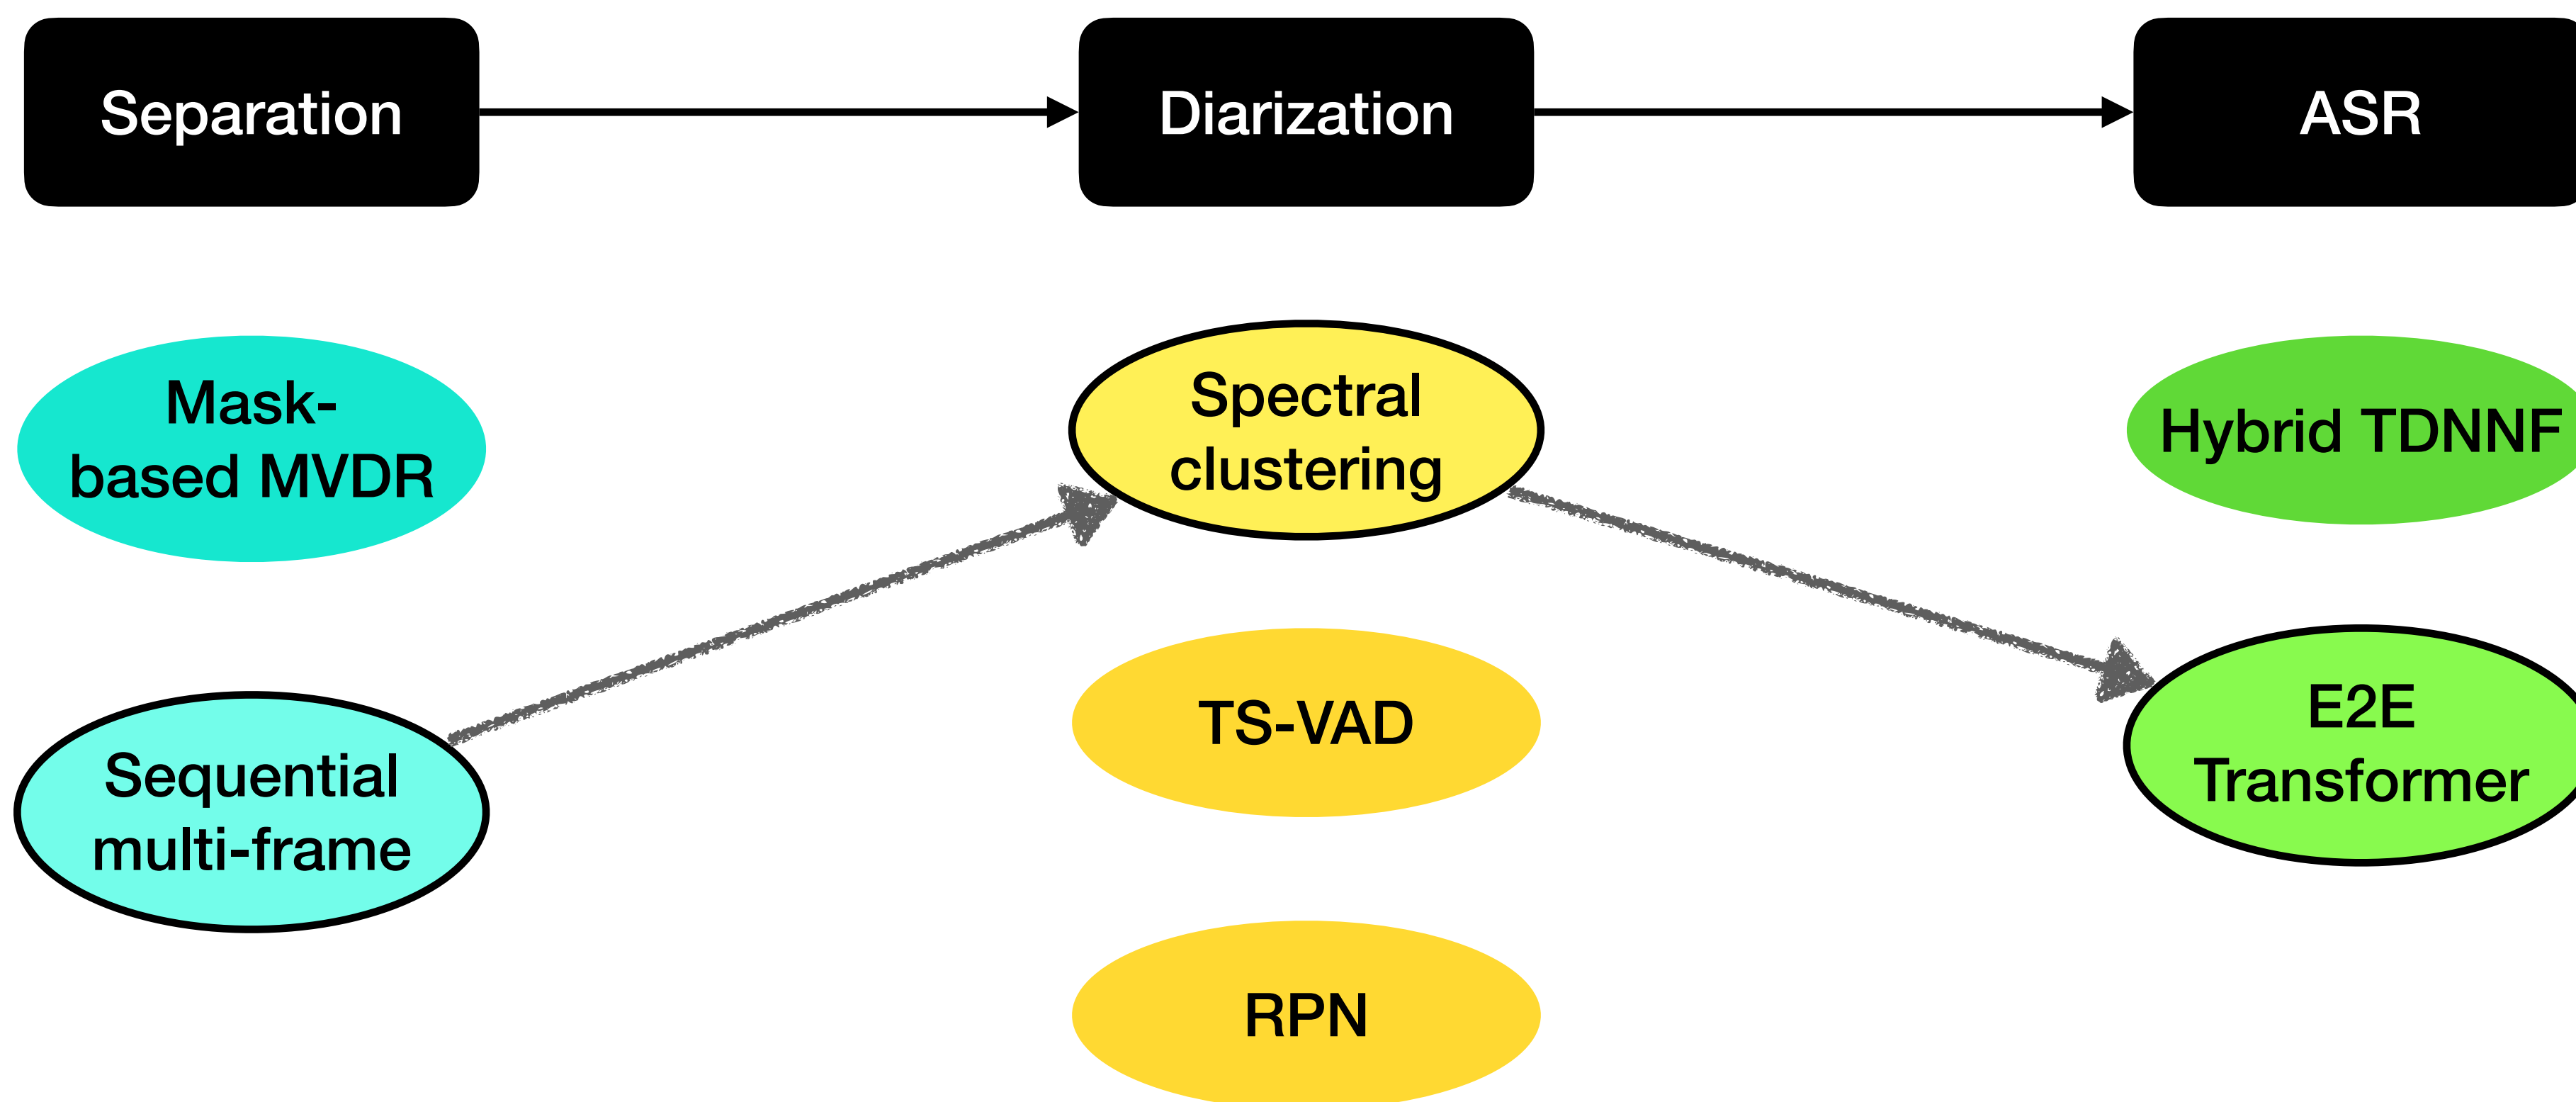 Separation
Diarization
ASR
Mask-
based MVDR
Spectral
clustering
Hybrid TDNNF
Sequential
multi-frame
TS-VAD
E2E
Transformer
RPN